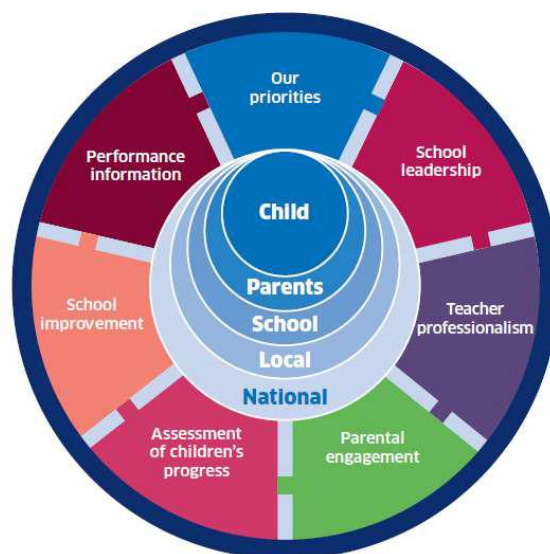 Our
priorities
School
leadership
Teacher
professionalism
Parental
engagement
Assessment
of children's
progress
School
improvement
Performance
information
Child
Parents
School
Local
National